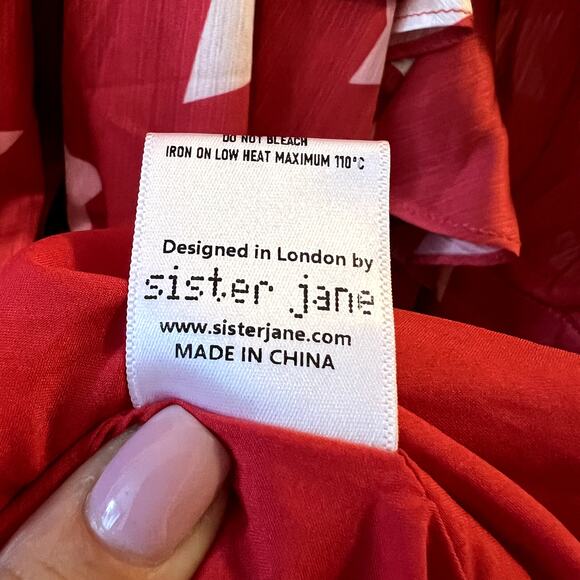 DO NOT BLEACH
IRON ON LOW HEAT MAXIMUM 110°C
Designed in London by
sister jane
www.sisterjane.com
MADE IN CHINA